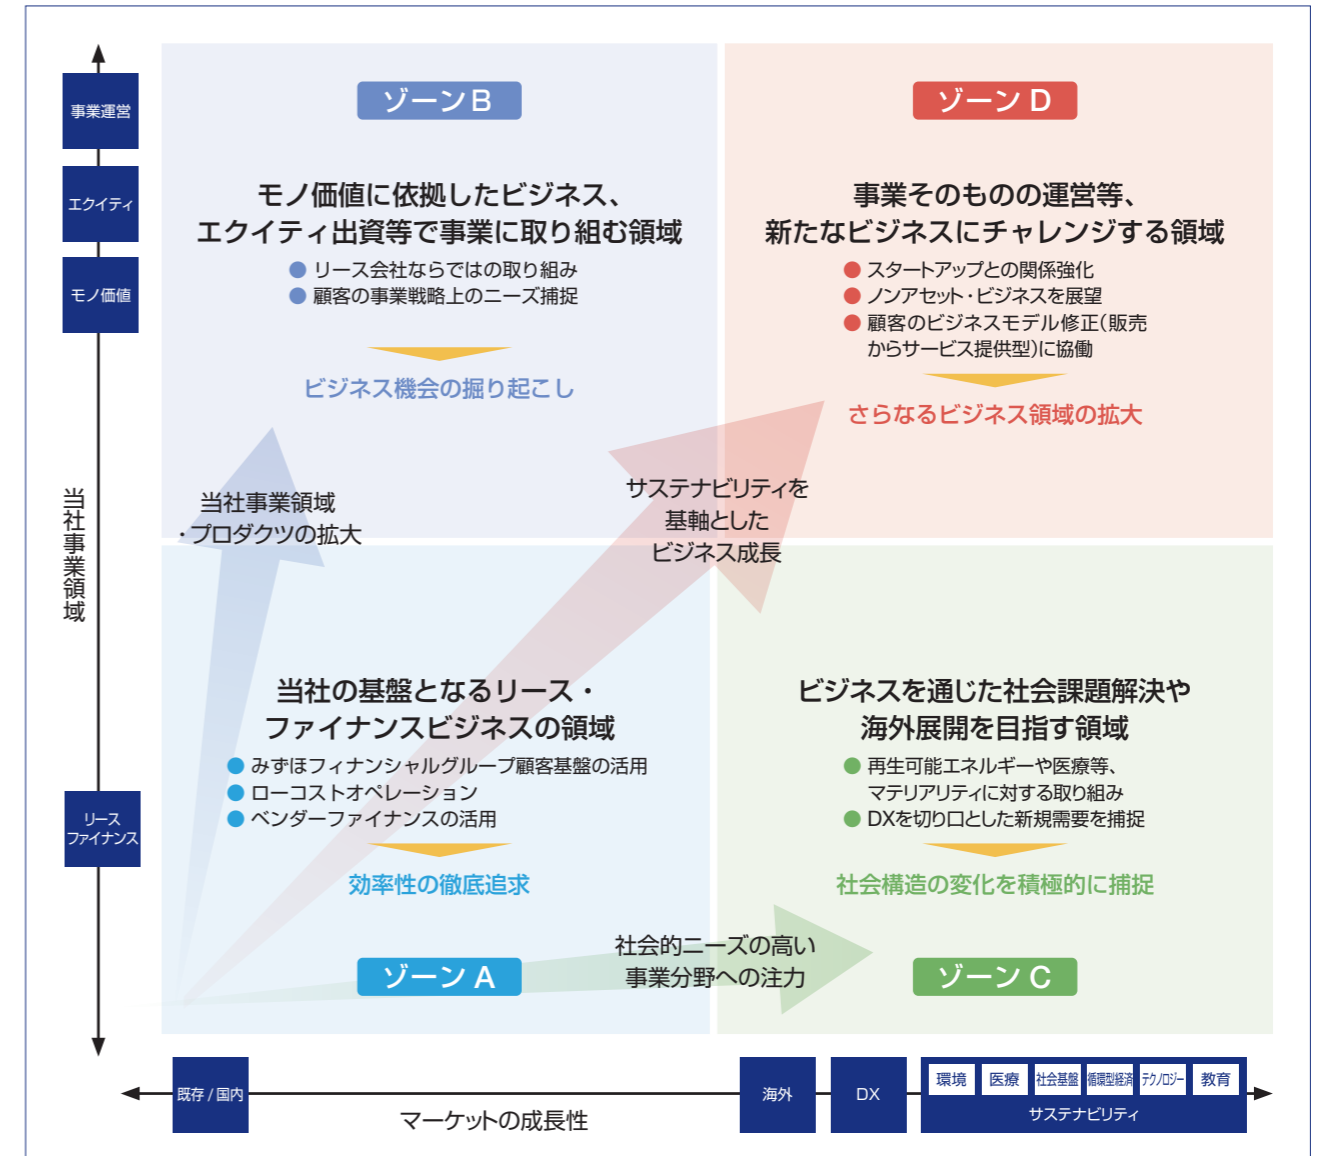 事業運営
エクイティ
モノ価値
当社事業領域
リース
ファイナンス
ゾーン B
モノ価値に依拠したビジネス、
エクイティ出資等で事業に取り組む領域
● リース会社ならではの取り組み
● 顧客の事業戦略上のニーズ捕捉
ビジネス機会の掘り起こし
当社事業領域
・プロダクツの拡大
ゾーン D
事業そのものの運営等、
新たなビジネスにチャレンジする領域
● スタートアップとの関係強化
● ノンアセット・ビジネスを展望
● 顧客のビジネスモデル修正(販売
からサービス提供型)に協働
さらなるビジネス領域の拡大
サステナビリティを
基軸とした
ビジネス成長
当社の基盤となるリース・
ファイナンスビジネスの領域
● みずほフィナンシャルグループ顧客基盤の活用
● ローコストオペレーション
● ベンダーファイナンスの活用
効率性の徹底追求
ゾーン A
社会的ニーズの高い
事業分野への注力
ビジネスを通じた社会課題解決や
海外展開を目指す領域
● 再生可能エネルギーや医療等、
マテリアリティに対する取り組み
● DXを切り口とした新規需要を捕捉
社会構造の変化を積極的に捕捉
ゾーン C
既存 / 国内
マーケットの成長性
海外
DX
環境
医療
社会基盤
循環型経済
テクノロジー
教育
サステナビリティ